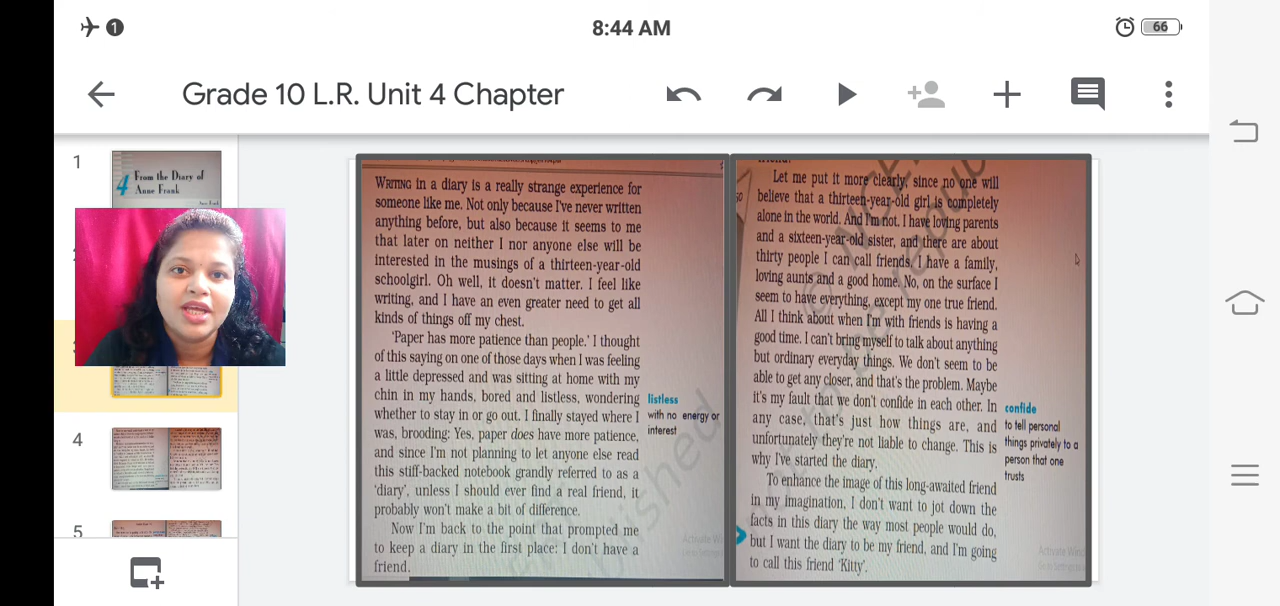 1
8:44 AM
66
Grade 10 L.R. Unit 4 Chapter
1
4
From the Diary of
Anne Frank
4
5
WRITING in a diary is a really strange experience for
someone like me. Not only because I've never written
anything before, but also because it seems to me
that later on neither I nor anyone else will be
interested in the musings of a thirteen-year-old
schoolgirl. Oh well, it doesn't matter. I feel like
writing, and I have an even greater need to get all
kinds of things off my chest.
'Paper has more patience than people.' I thought
of this saying on one of those days when I was feeling
a little depressed and was sitting at home with my
chin in my hands, bored and listless, wondering
whether to stay in or go out. I finally stayed where I
was, brooding: Yes, paper does have more patience,
and since I'm not planning to let anyone else read
this stiff-backed notebook grandly referred to as a
'diary', unless I should ever find a real friend, it
probably won't make a bit of difference.
Now I'm back to the point that prompted me
to keep a diary in the first place: I don't have a
friend.
listless
with no energy or
interest
Let me put it more clearly, since no one will
believe that a thirteen-year-old girl is completely
alone in the world. And I'm not. I have loving parents
and a sixteen-year-old sister, and there are about
thirty people I can call friends. I have a family,
loving aunts and a good home. No, on the surface I
seem to have everything, except my one true friend.
All I think about when I'm with friends is having a
good time. I can't bring myself to talk about anything
but ordinary everyday things. We don't seem to be
able to get any closer, and that's the problem. Maybe
it's my fault that we don't confide in each other. In
any case, that's just how things are, and
unfortunately they're not liable to change. This is
why I've started the diary.
To enhance the image of this long-awaited friend
in my imagination, I don't want to jot down the
facts in this diary the way most people would do,
but I want the diary to be my friend, and I'm going
to call this friend 'Kitty'.
confide
to tell personal
things privately to a
person that one
trusts